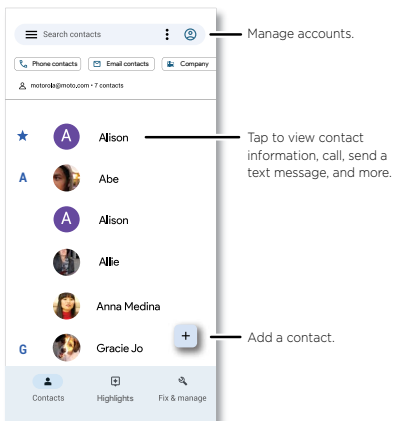 Search contacts
Manage accounts.
Phone contacts Email contacts Company
motorola@moto.com • 7 contacts
A Alison
Tap to view contact
information, call, send a
text message, and more.
A Abe
A Alison
Allie
Anna Medina
+
Add a contact.
G Gracie Jo
Contacts Highlights Fix & manage